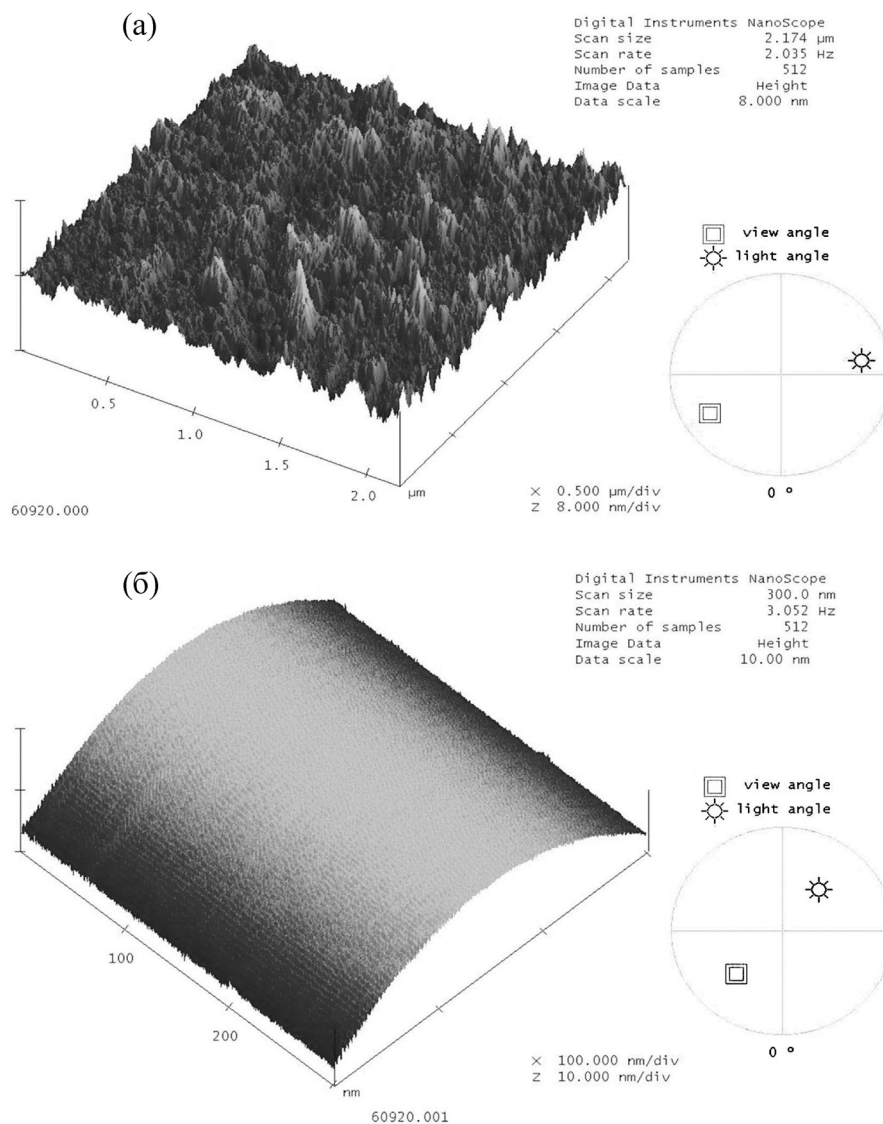 (а)
Digital Instruments NanoScope
Scan size 2.174 µm
Scan rate 2.035 Hz
Number of samples 512
Image Data Height
Data scale 8.000 nm
view angle
light angle
0.5
1.0
1.5
2.0
µm
X 0.500 µm/div
Z 8.000 nm/div
0 º
60920.000
(б)
Digital Instruments NanoScope
Scan size 300.0 nm
Scan rate 3.052 Hz
Number of samples 512
Image Data Height
Data scale 10.00 nm
view angle
light angle
100
200
nm
X 100.000 nm/div
Z 10.000 nm/div
0 º
60920.001